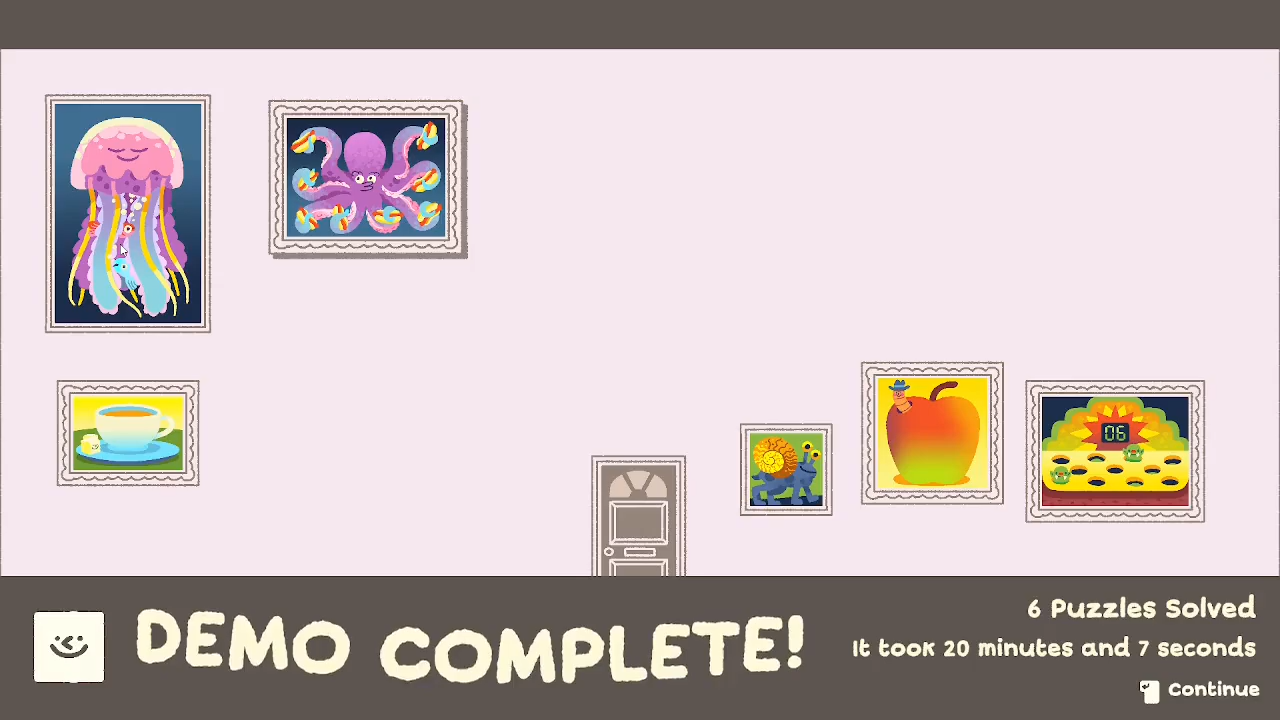 06
DEMO COMPLETE!
6 Puzzles Solved
It took 20 minutes and 7 seconds
Continue